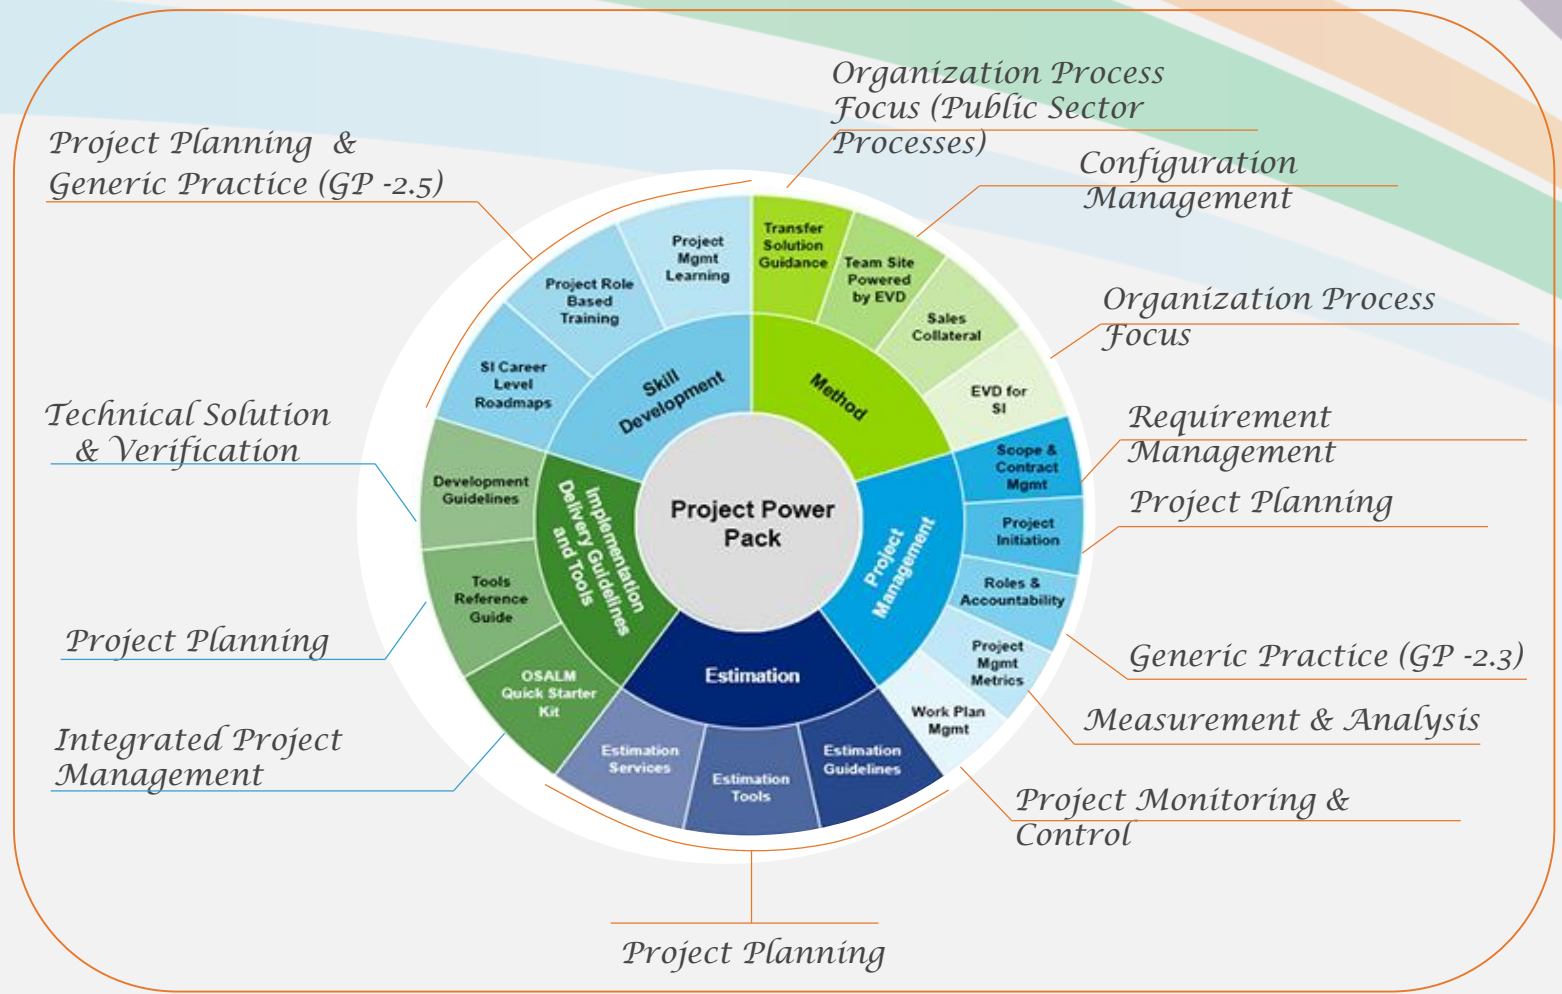 Organization Process
Focus (Public Sector
Processes)
Project Planning &
Generic Practice (GP -2.5)
Configuration
Management
Organization Process
Focus
Technical Solution
& Verification
Requirement
Management
Project Planning
Project Planning
Generic Practice (GP -2.3)
Measurement & Analysis
Integrated Project
Management
Project Monitoring &
Control
Project Planning
Project Power
Pack
Skill
Development
Method
Project
Management
Estimation
Implementation
Delivery Guidelines
and Tools
Project
Mgmt
Learning
Project Role
Based
Training
SI Career
Level
Roadmaps
Transfer
Solution
Guidance
Team Site
Powered
by EVD
Sales
Collateral
EVD for
SI
Scope &
Contract
Mgmt
Project
Initiation
Roles &
Accountability
Project
Mgmt
Metrics
Work Plan
Mgmt
Estimation
Guidelines
Estimation
Tools
Estimation
Services
OSALM
Quick Starter
Kit
Tools
Reference
Guide
Development
Guidelines